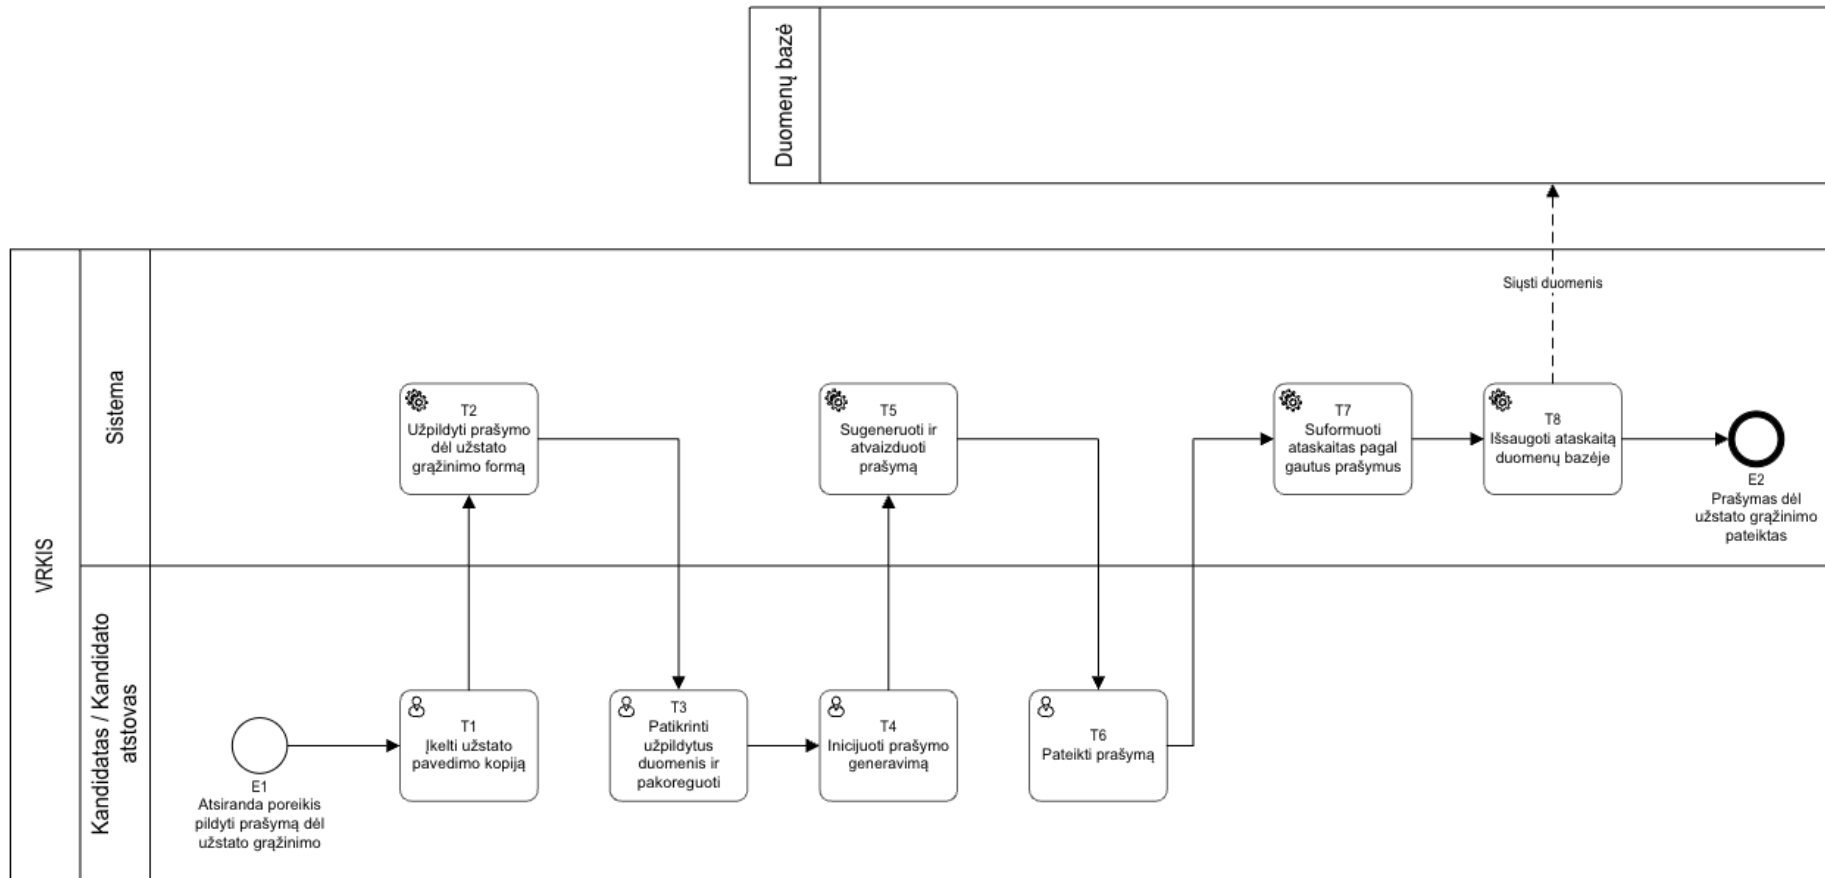 Duomenų bazė
VRKIS
Sistema
Siųsti duomenis
T2
Užpildyti prašymo
dėl užstato
grąžinimo formą
T5
Sugeneruoti ir
atvaizduoti
prašymą
T7
Suformuoti
ataskaitas pagal
gautus prašymus
T8
Išsaugoti ataskaitą
duomenų bazėje
E2
Prašymas dėl
užstato grąžinimo
pateiktas
Kandidatas / Kandidato
atstovas
E1
Atsiranda poreikis
pildyti prašymą dėl
užstato grąžinimo
T1
Įkelti užstato
pavedimo kopiją
T3
Patikrinti
užpildytus
duomenis ir
pakoreguoti
T4
Inicijuoti prašymo
generavimą
T6
Pateikti prašymą